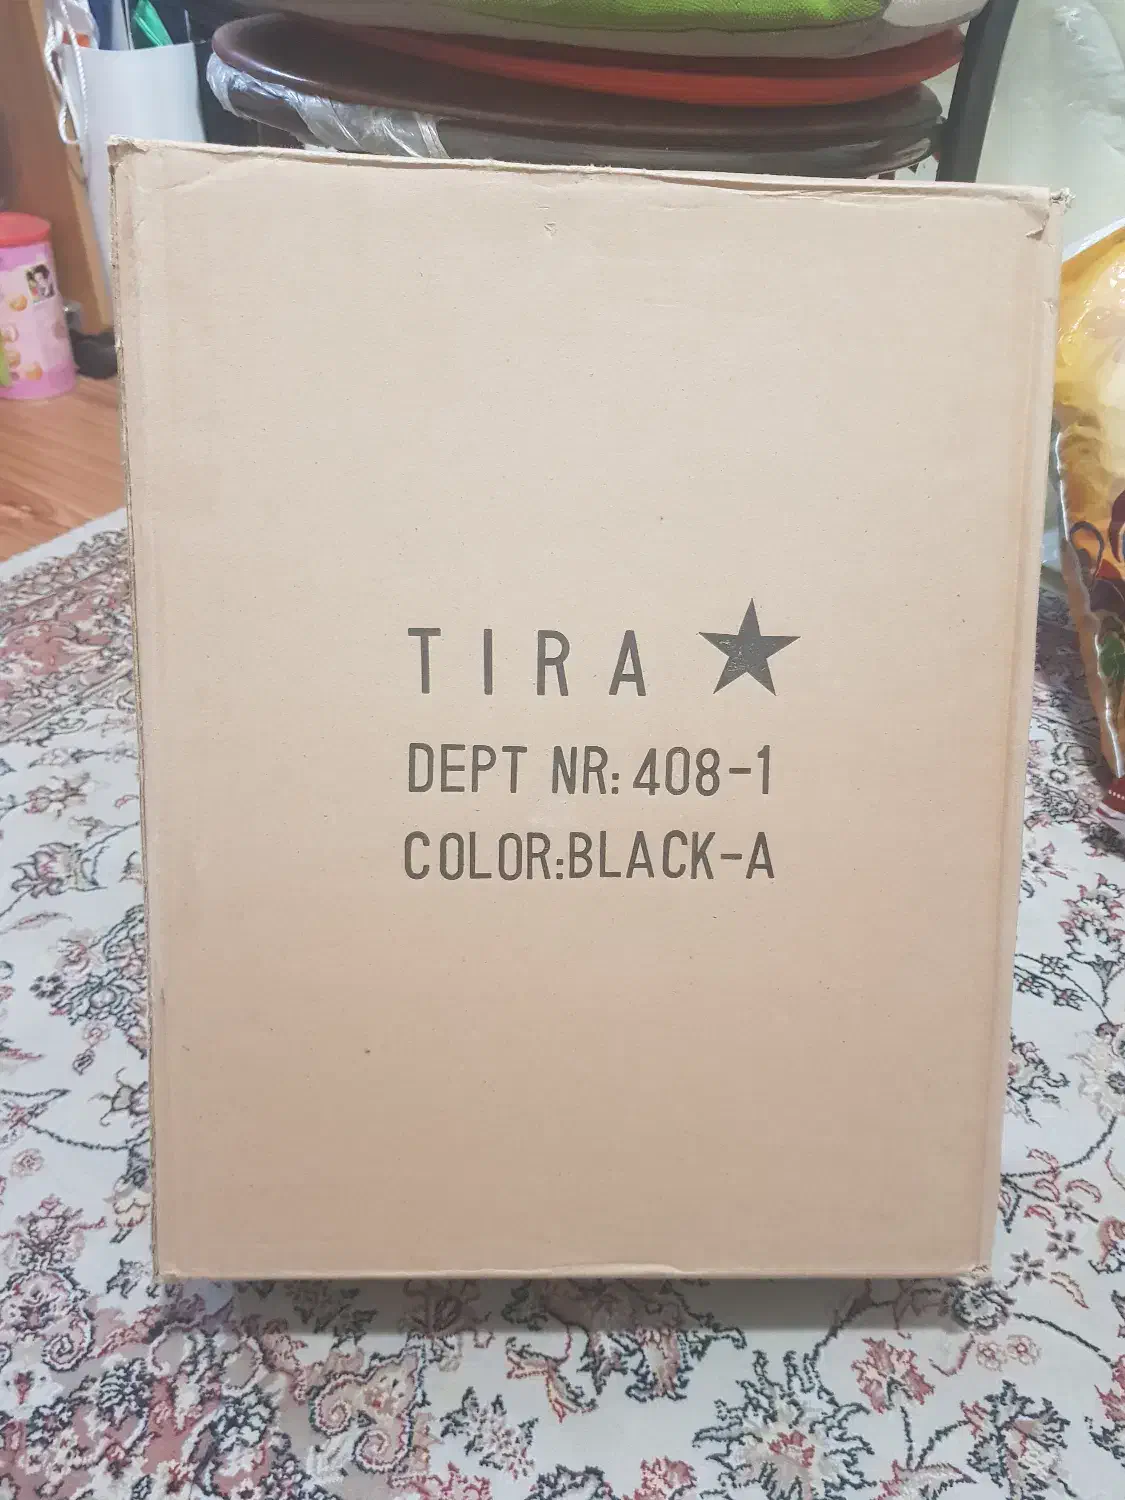 TIRA ★
DEPT NR: 408-1
COLOR:BLACK-A